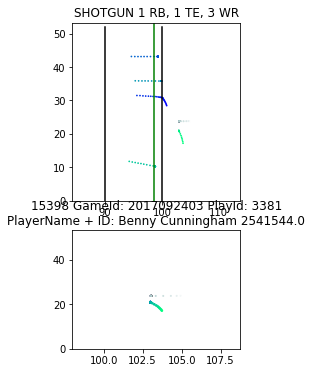 SHOTGUN 1 RB, 1 TE, 3 WR
50
40
30
20
10
0
90 100 110
15398 GameId: 2017092403 PlayId: 3381
PlayerName + ID: Benny Cunningham 2541544.0
40
20
0
100.0 102.5 105.0 107.5